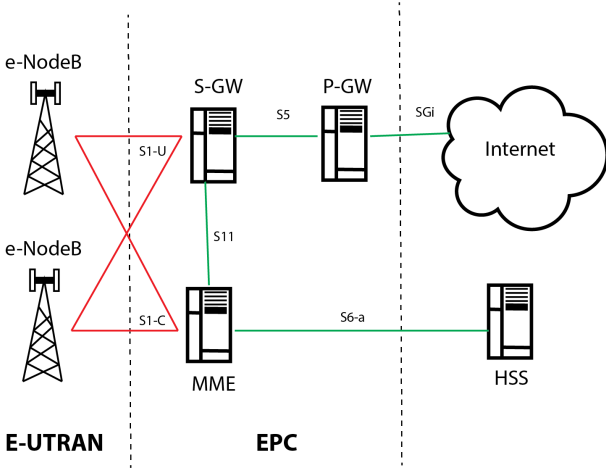 e-NodeB
S-GW
P-GW
S5
SGi
S1-U
Internet
e-NodeB
S11
S1-C
S6-a
MME
HSS
E-UTRAN
EPC